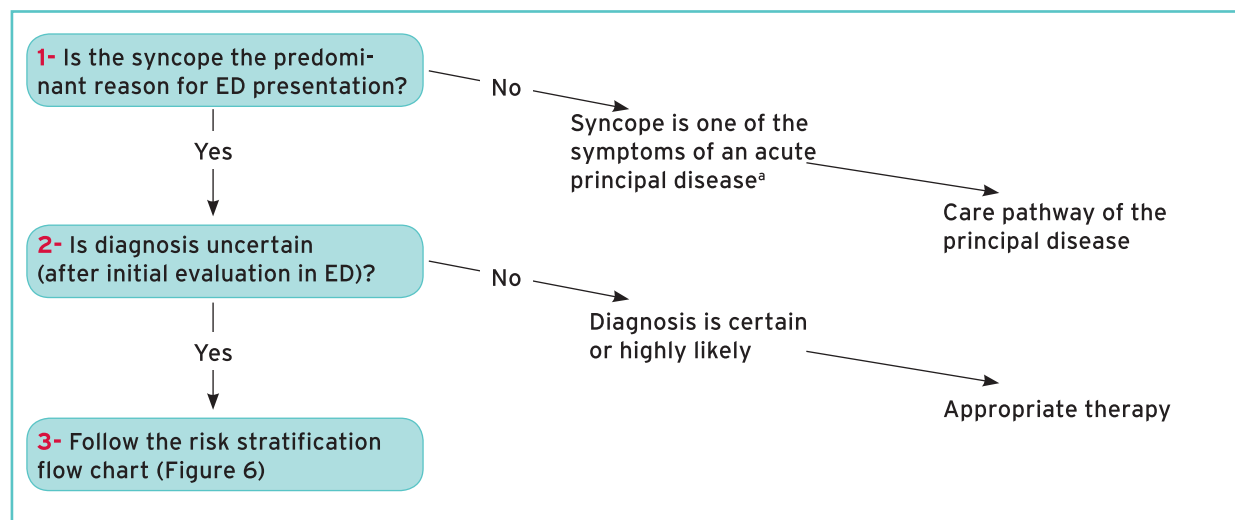 1- Is the syncope the predomi-
nant reason for ED presentation?
No
Syncope is one of the
symptoms of an acute
principal diseaseᵃ
Care pathway of the
principal disease
Yes
2- Is diagnosis uncertain
(after initial evaluation in ED)?
No
Diagnosis is certain
or highly likely
Appropriate therapy
Yes
3- Follow the risk stratification
flow chart (Figure 6)